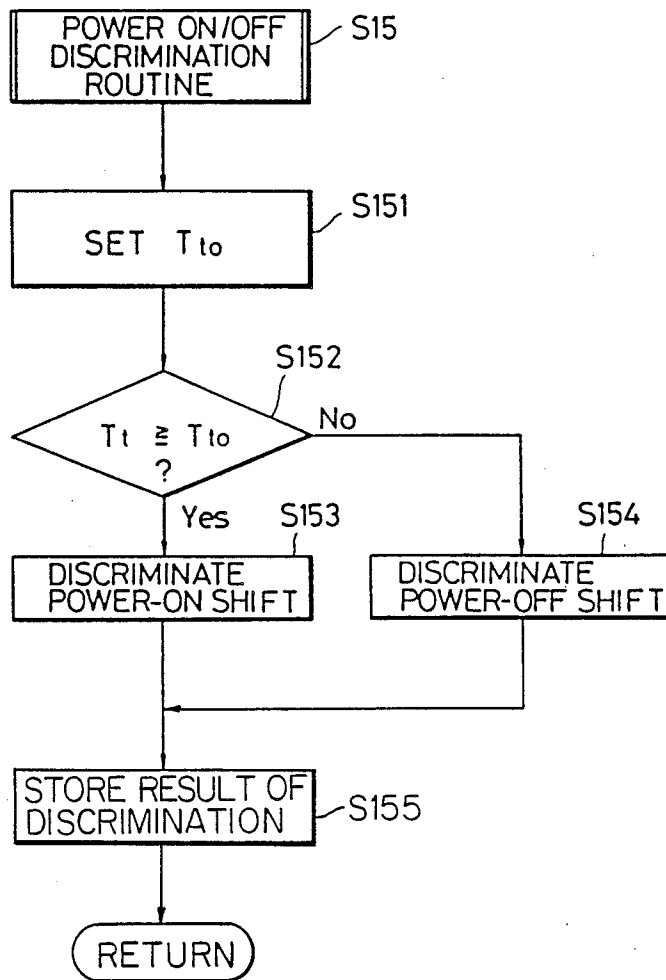 POWER ON/OFF
DISCRIMINATION
ROUTINE
S15
SET Tto
S151
S152
Tt ≧ Tto
?
No
Yes
S153
DISCRIMINATE
POWER-ON SHIFT
S154
DISCRIMINATE
POWER-OFF SHIFT
STORE RESULT OF
DISCRIMINATION
S155
RETURN